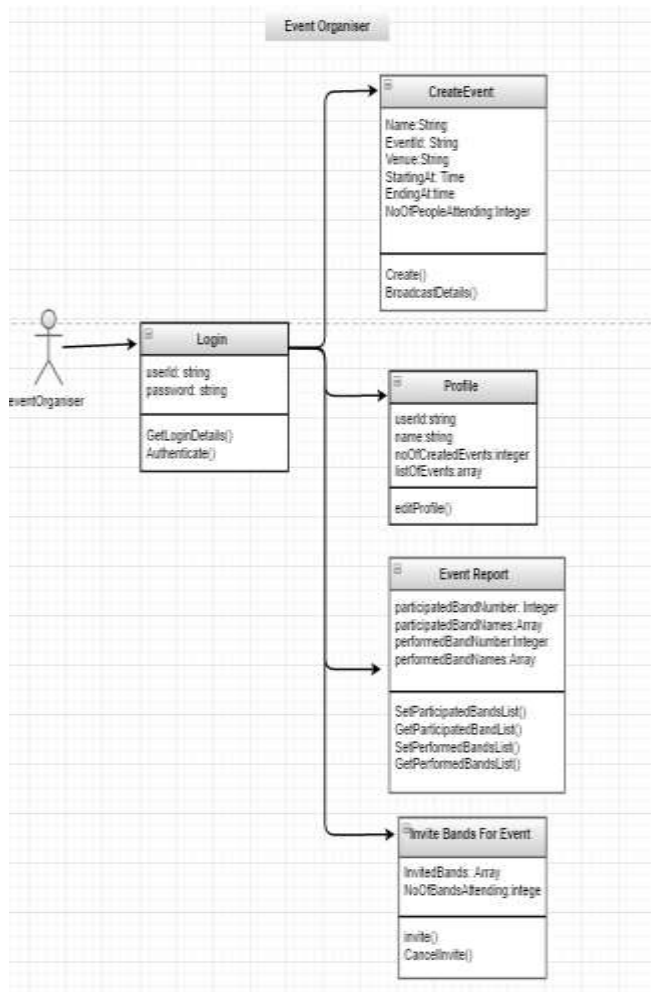 Event Organiser
CreateEvent
Name:String
EventId: String
Venue:String
StartingAt: Time
EndingAt:time
NoOfPeopleAttending:Integer
Create()
BroadcastDetails()
eventOrganiser
Login
userId: string
password: string
GetLoginDetails()
Authenticate()
Profile
userId:string
name:string
noOfCreatedEvents:integer
listOfEvents:array
editProfile()
Event Report
participatedBandNumber: Integer
participatedBandNames:Array
performedBandNumber:Integer
performedBandNames:Array
SetParticipatedBandsList()
GetParticipatedBandList()
SetPerformedBandsList()
GetPerformedBandsList()
Invite Bands For Event
InvitedBands: Array
NoOfBandsAttending:intege
invite()
CancelInvite()